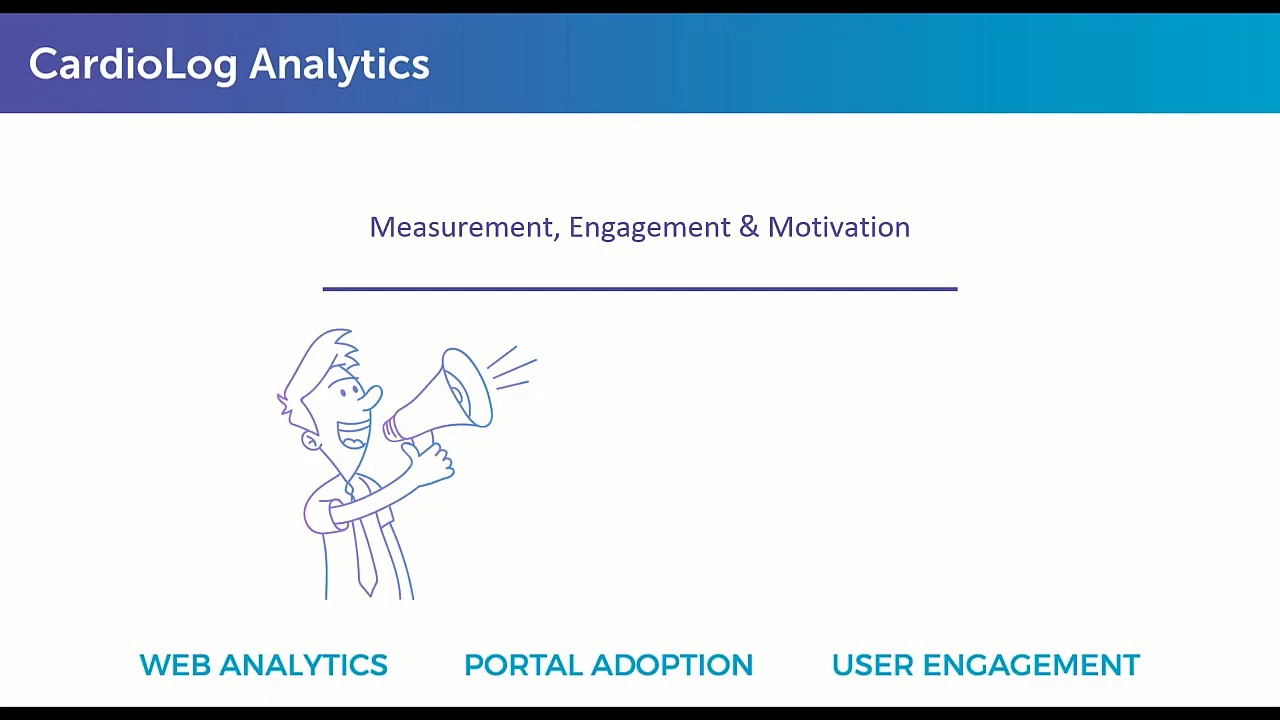 CardioLog Analytics
Measurement, Engagement & Motivation
WEB ANALYTICS PORTAL ADOPTION USER ENGAGEMENT